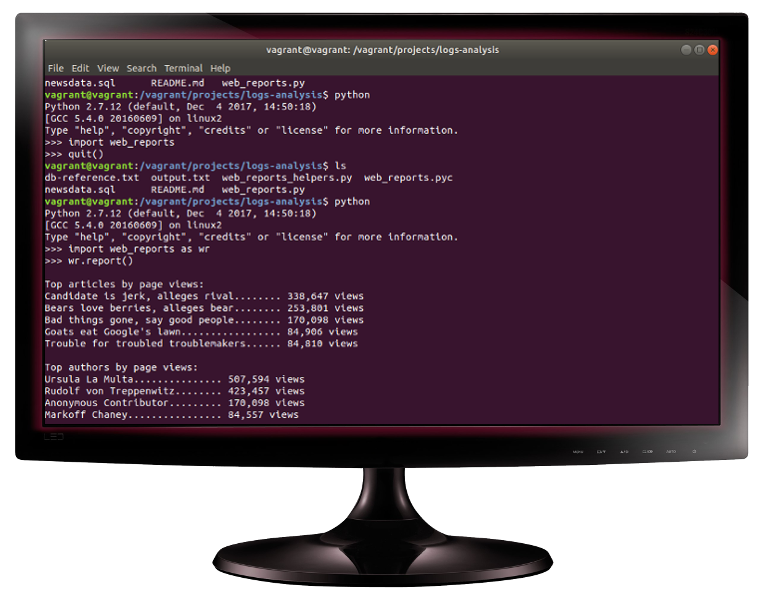 vagrant@vagrant: /vagrant/projects/logs-analysis
File Edit View Search Terminal Help
newsdata.sql      README.md   web_reports.py
vagrant@vagrant:/vagrant/projects/logs-analysis$ python
Python 2.7.12 (default, Dec  4 2017, 14:50:18)
[GCC 5.4.0 20160609] on linux2
Type "help", "copyright", "credits" or "license" for more information.
>>> import web_reports
>>> quit()
vagrant@vagrant:/vagrant/projects/logs-analysis$ ls
db-reference.txt  output.txt  web_reports_helpers.py  web_reports.pyc
newsdata.sql      README.md   web_reports.py
vagrant@vagrant:/vagrant/projects/logs-analysis$ python
Python 2.7.12 (default, Dec  4 2017, 14:50:18)
[GCC 5.4.0 20160609] on linux2
Type "help", "copyright", "credits" or "license" for more information.
>>> import web_reports as wr
>>> wr.report()
Top articles by page views:
Candidate is jerk, alleges rival........ 338,647 views
Bears love berries, alleges bear........ 253,801 views
Bad things gone, say good people........ 170,098 views
Goats eat Google's lawn................. 84,906 views
Trouble for troubled troublemakers...... 84,810 views
Top authors by page views:
Ursula La Multa............... 507,594 views
Rudolf von Treppenwitz........ 423,457 views
Anonymous Contributor......... 170,098 views
Markoff Chaney................ 84,557 views